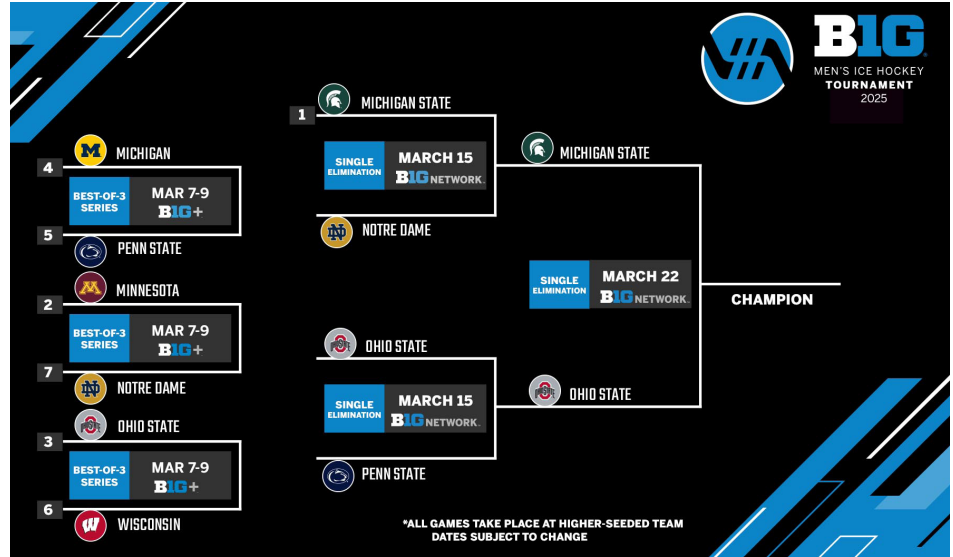 B1G
MEN'S ICE HOCKEY
TOURNAMENT
2025
M
MICHIGAN
4
BEST-OF-3
SERIES
MAR 7-9
B1G+
5
PENN STATE
M
MINNESOTA
2
BEST-OF-3
SERIES
MAR 7-9
B1G+
7
ND
NOTRE DAME
OHIO STATE
3
BEST-OF-3
SERIES
MAR 7-9
B1G+
6
W
WISCONSIN
MICHIGAN STATE
1
SINGLE
ELIMINATION
MARCH 15
B1G NETWORK
ND
NOTRE DAME
OHIO STATE
SINGLE
ELIMINATION
MARCH 15
B1G NETWORK
PENN STATE
MICHIGAN STATE
SINGLE
ELIMINATION
MARCH 22
B1G NETWORK
OHIO STATE
CHAMPION
*ALL GAMES TAKE PLACE AT HIGHER-SEEDED TEAM
DATES SUBJECT TO CHANGE